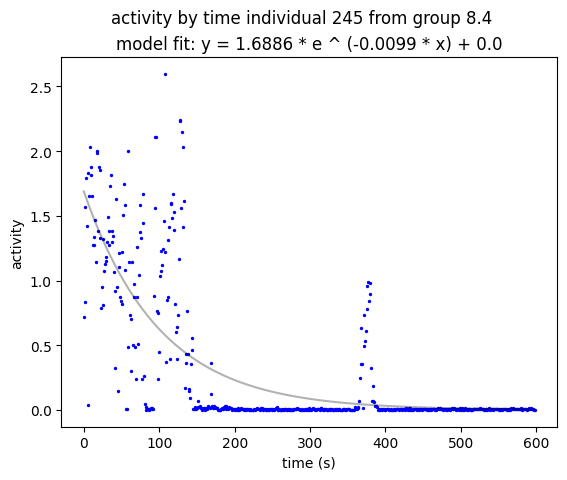 activity by time individual 245 from group 8.4
model fit: y = 1.6886 * e ^ (-0.0099 * x) + 0.0
2.5
2.0
1.5
1.0
0.5
0.0
activity
0 100 200 300 400 500 600
time (s)